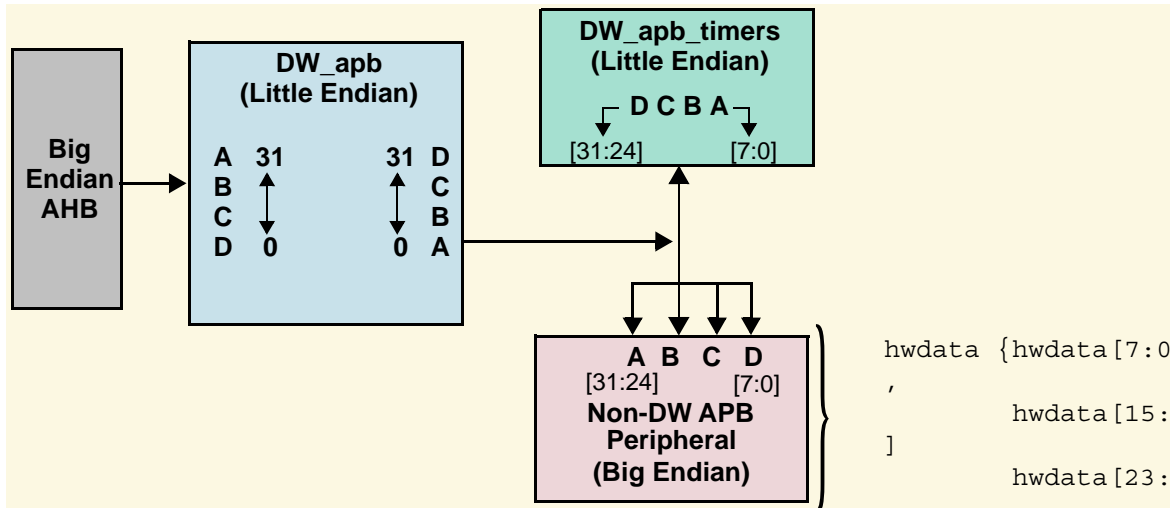 Big
Endian
AHB
DW_apb
(Little Endian)
A 31 31 D
B C
C B
D 0 0 A
DW_apb_timers
(Little Endian)
D C B A
[31:24] [7:0]
A B C D
[31:24] [7:0]
Non-DW APB
Peripheral
(Big Endian)
hwdata {hwdata[7:0
,
hwdata[15:
]
hwdata[23: